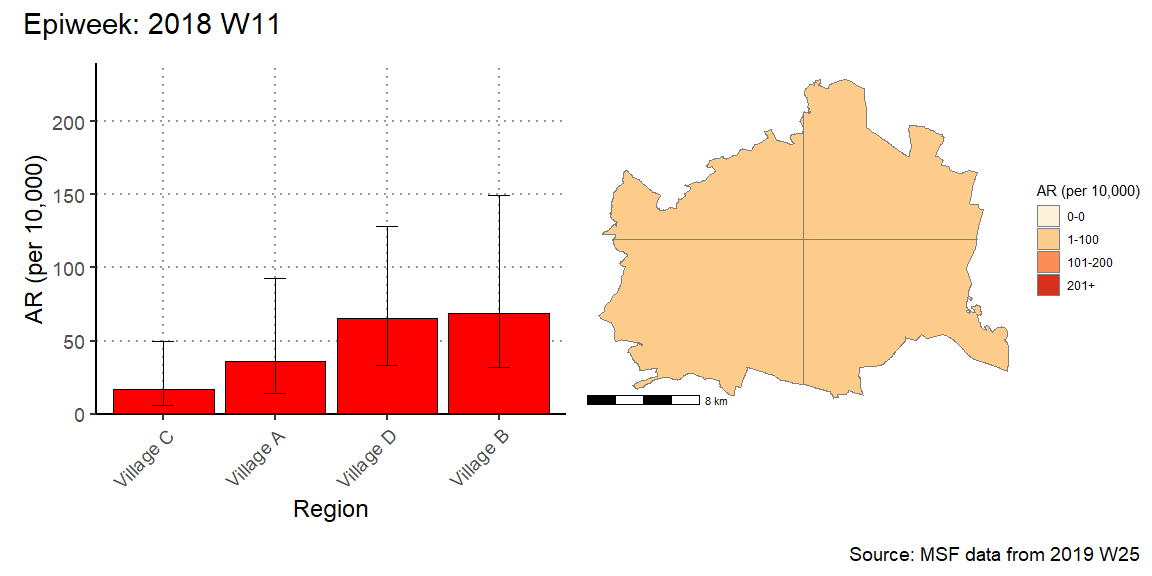 Epiweek: 2018 W11
AR (per 10,000)
200
150
100
50
0
Village C
Village A
Village D
Village B
Region
8 km
AR (per 10,000)
0-0
1-100
101-200
201+
Source: MSF data from 2019 W25